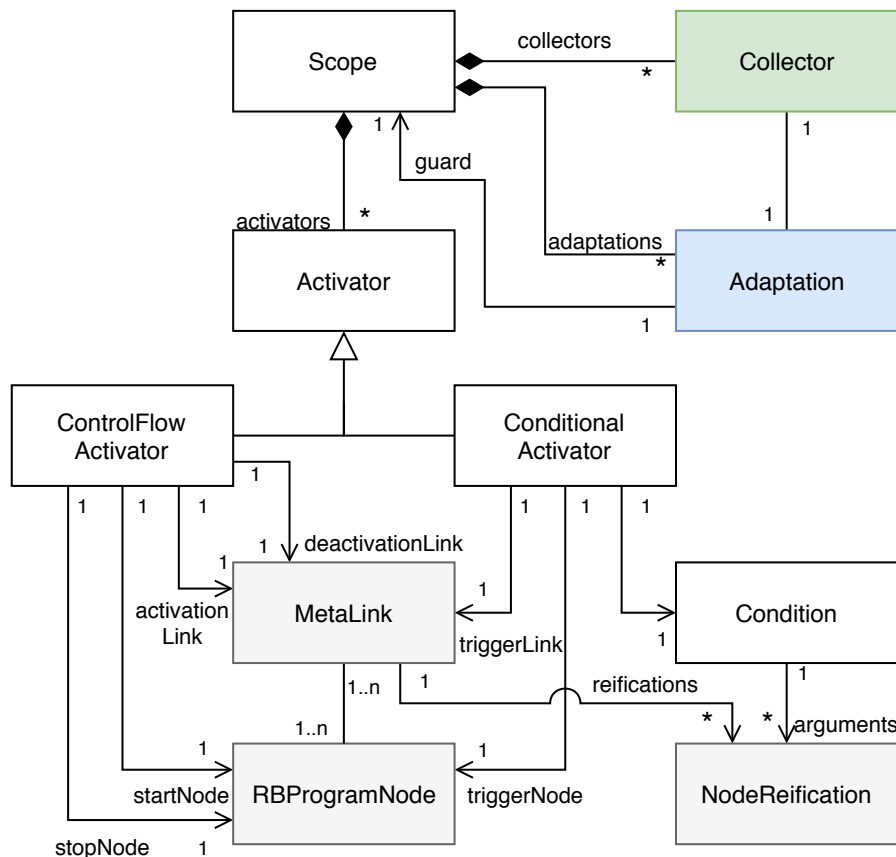 collectors
Scope
Collector
*
1
1
guard
activators
*
adaptations
1
*
Activator
Adaptation
1
ControlFlow
Activator
Conditional
Activator
1
1
1
1
1
1
1
deactivationLink
1
1
1
activation
Link
MetaLink
triggerLink
Condition
1
1..n
1
reifications
1
1..n
*
*
arguments
1
1
startNode
RBProgramNode
triggerNode
NodeReification
stopNode
1